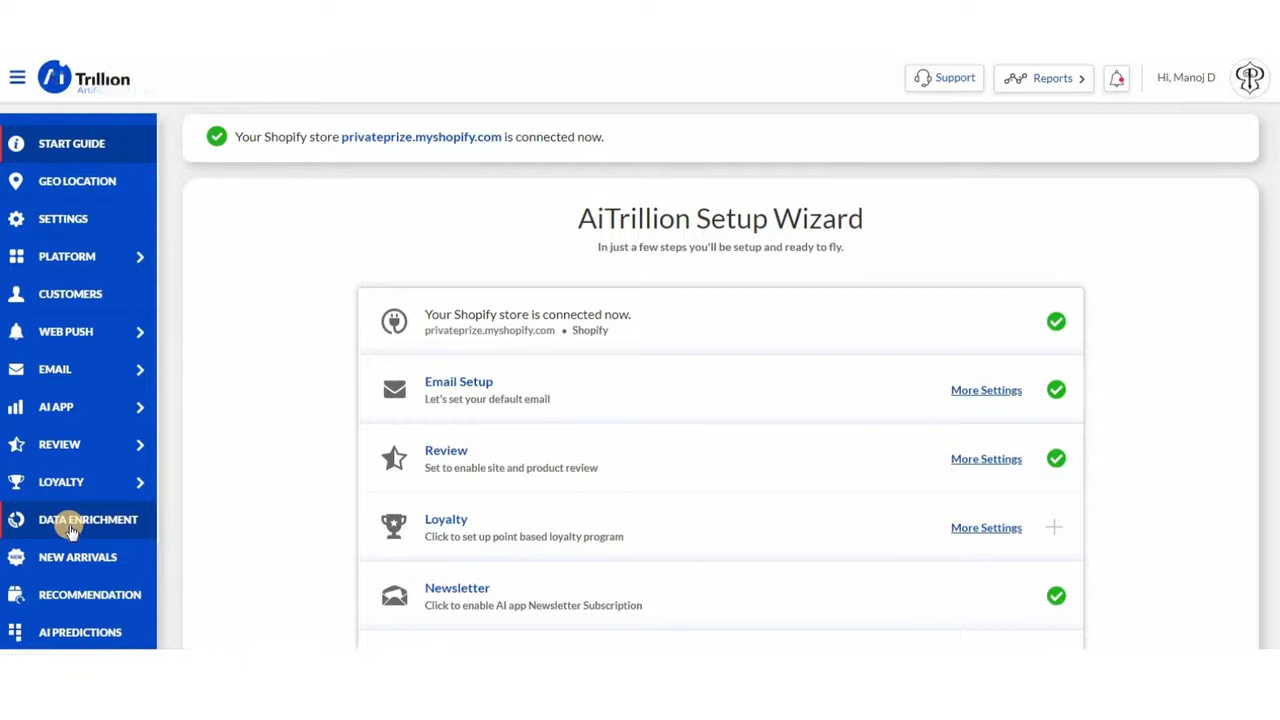 AiTrillion
Support
Reports
Hi, Manoj D
START GUIDE
GEO LOCATION
SETTINGS
PLATFORM
CUSTOMERS
WEB PUSH
EMAIL
AI APP
REVIEW
LOYALTY
DATA ENRICHMENT
NEW ARRIVALS
RECOMMENDATION
AI PREDICTIONS
Your Shopify store privateprize.myshopify.com is connected now.
AiTrillion Setup Wizard
In just a few steps you'll be setup and ready to fly.
Your Shopify store is connected now.
privateprize.myshopify.com • Shopify
Email Setup
Let's set your default email
More Settings
Review
Set to enable site and product review
More Settings
Loyalty
Click to set up point based loyalty program
More Settings
Newsletter
Click to enable AI app Newsletter Subscription